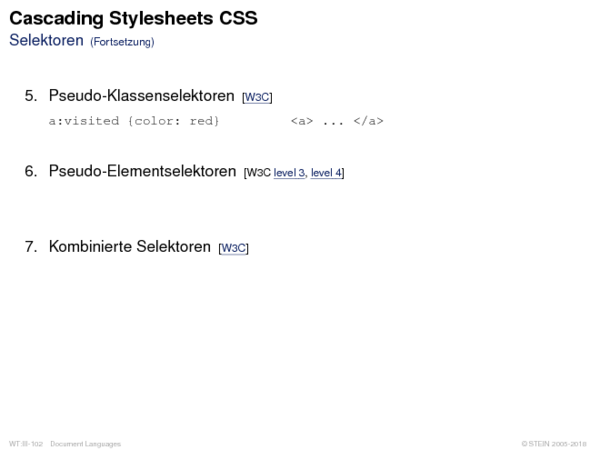 Cascading Stylesheets CSS
Selektoren (Fortsetzung)
5. Pseudo-Klassenselektoren [W3C]
a:visited {color: red} <a> ... </a>
6. Pseudo-Elementselektoren [W3C level 3, level 4]
7. Kombinierte Selektoren [W3C]
WT:III-102 Document Languages © STEIN 2005-2018